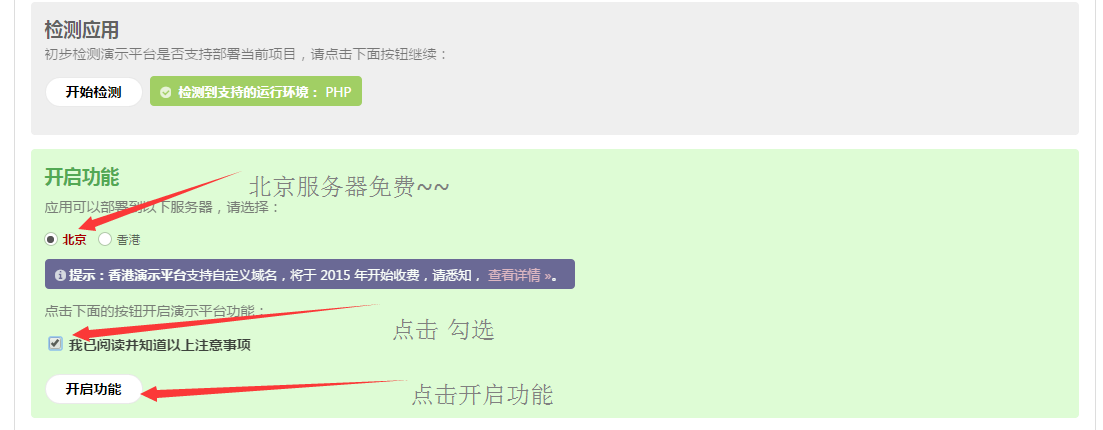 检测应用
初步检测演示平台是否支持部署当前项目，请点击下面按钮继续：
开始检测 检测到支持的运行环境： PHP
开启功能
北京服务器免费~~
应用可以部署到以下服务器，请选择：
北京 香港
提示：香港演示平台支持自定义域名，将于 2015 年开始收费，请悉知， 查看详情 »。
点击下面的按钮开启演示平台功能：
点击 勾选
我已阅读并知道以上注意事项
开启功能
点击开启功能